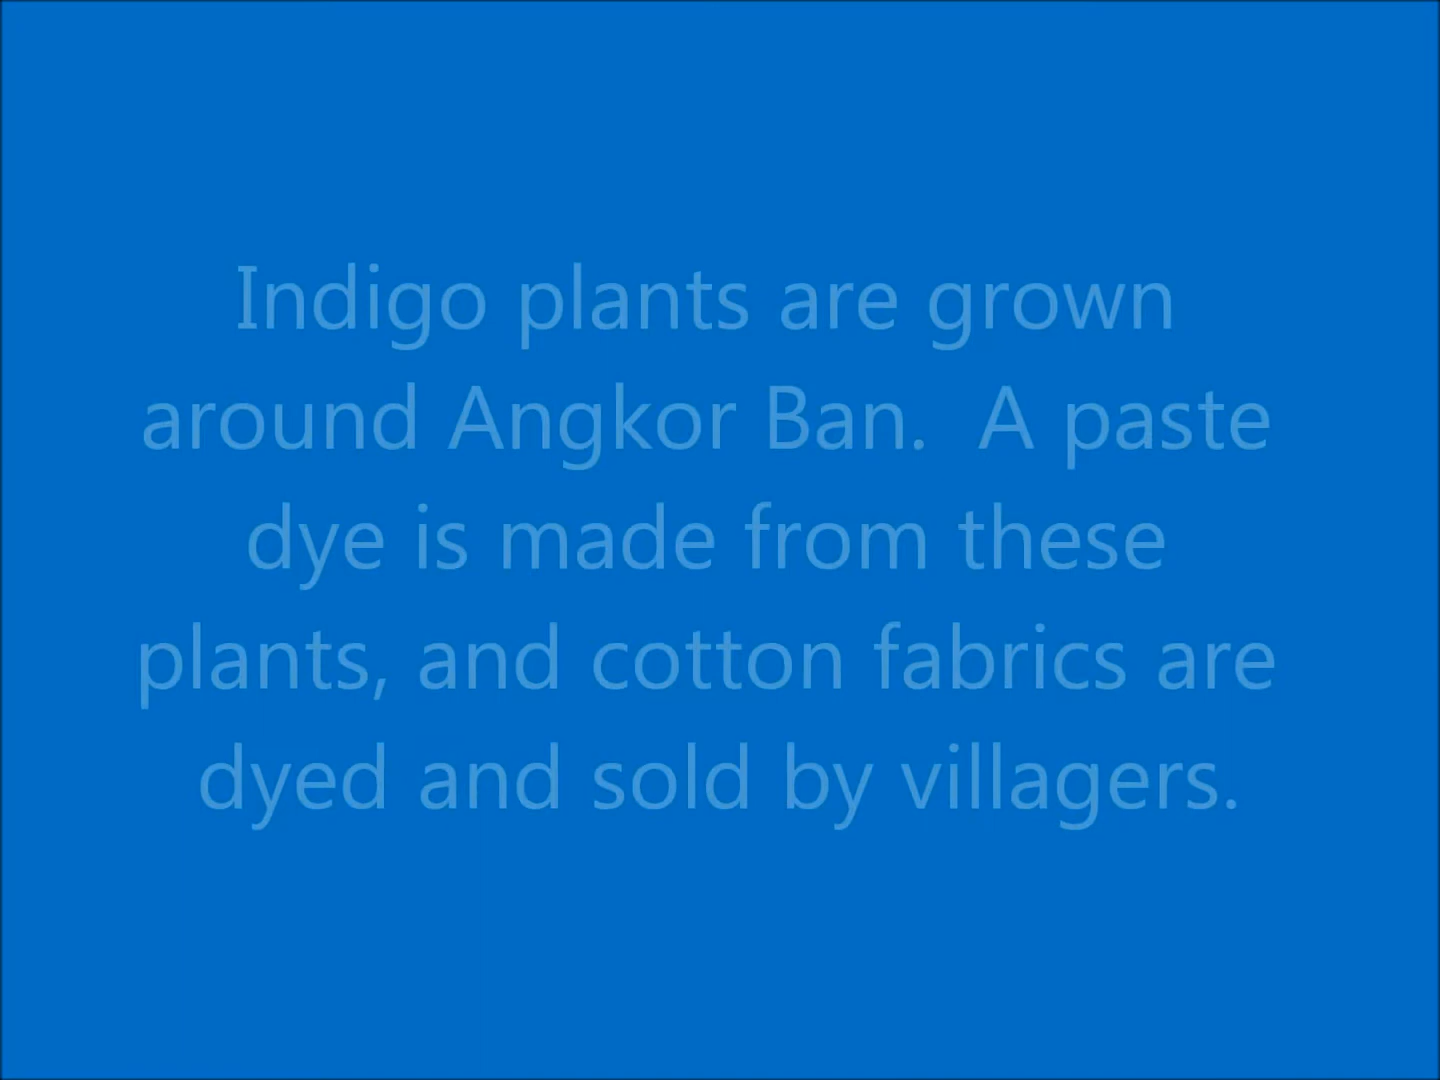 Indigo plants are grown
around Angkor Ban.  A paste
dye is made from these
plants, and cotton fabrics are
dyed and sold by villagers.